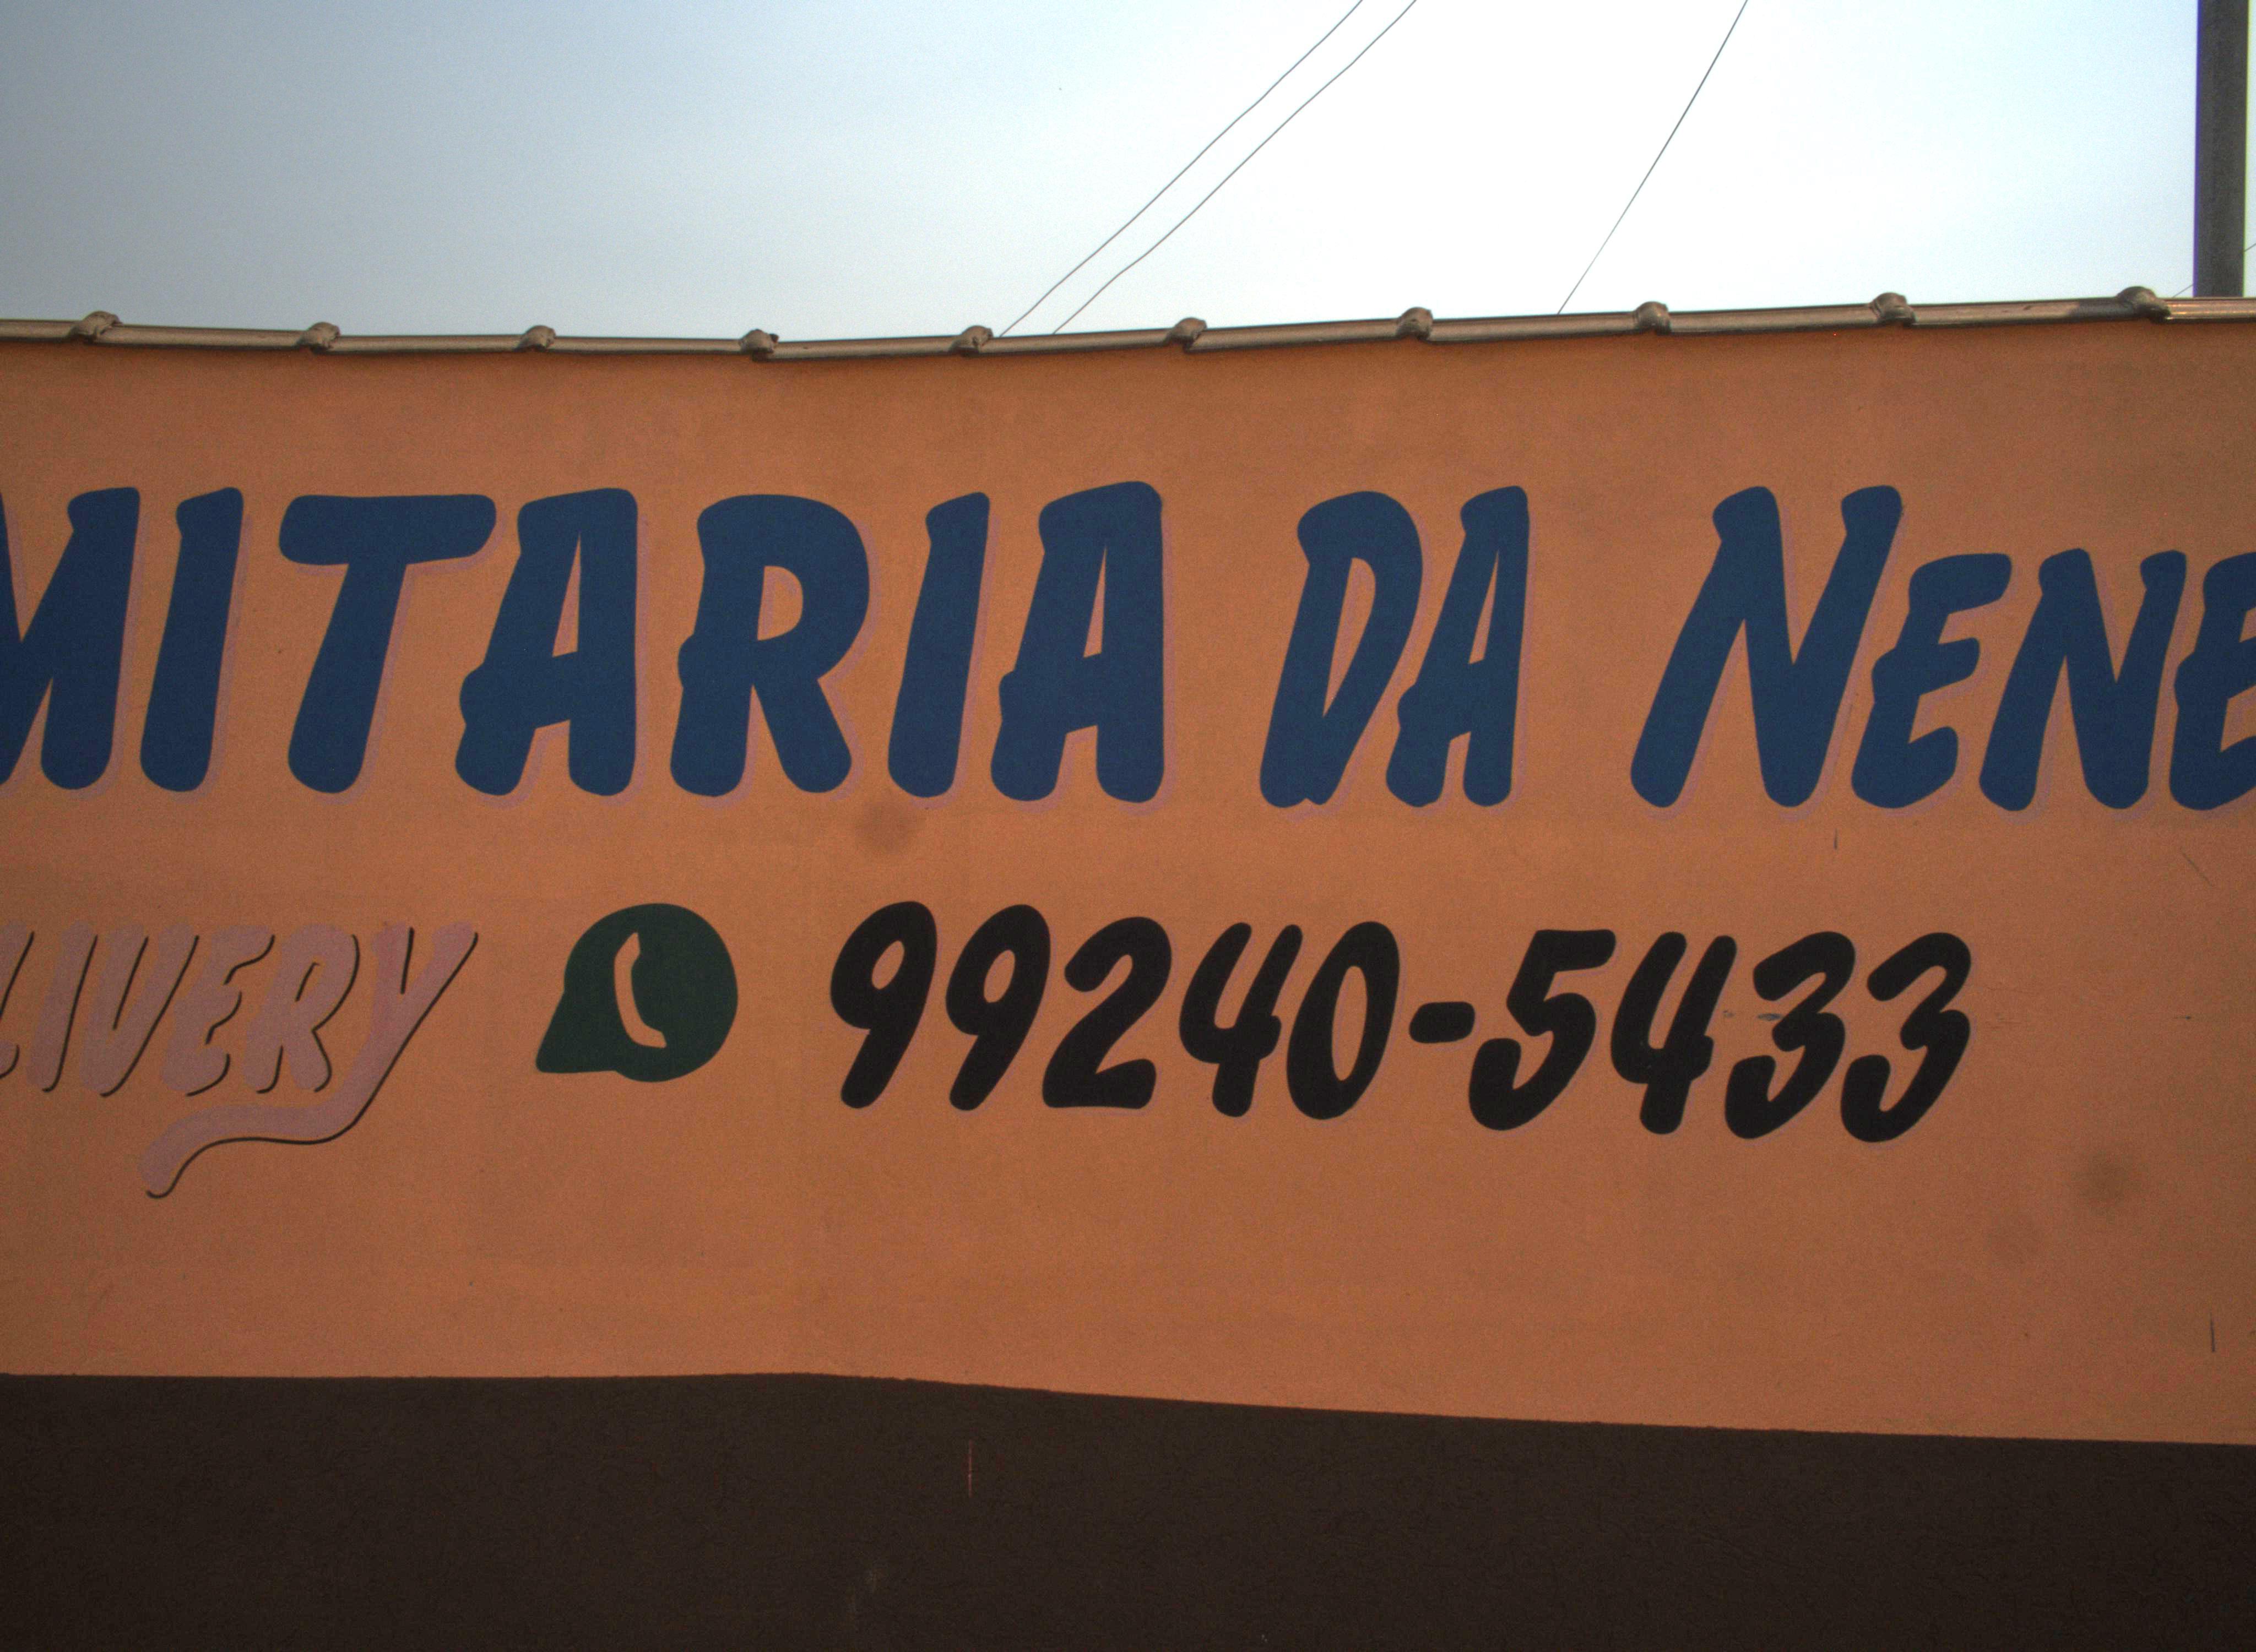 MITARIA DA NENE
LIVERY 99240-5433